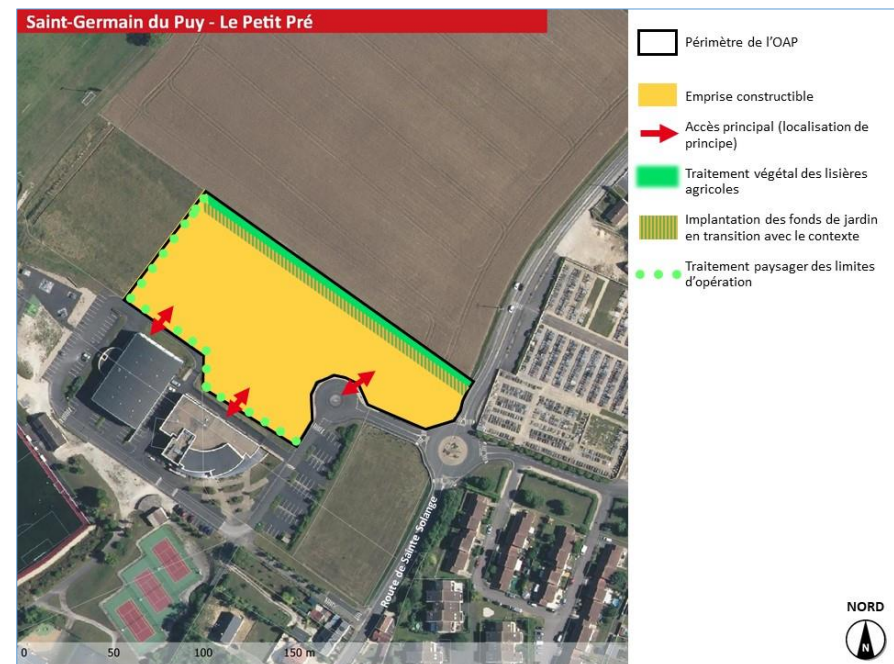 Saint-Germain du Puy - Le Petit Pré
Périmètre de l'OAP
Emprise constructible
Accès principal (localisation de
principe)
Traitement végétal des lisières
agricoles
Implantation des fonds de jardin
en transition avec le contexte
Traitement paysager des limites
d'opération
Route de Sainte Solange
0 50 100 150 m
NORD
N